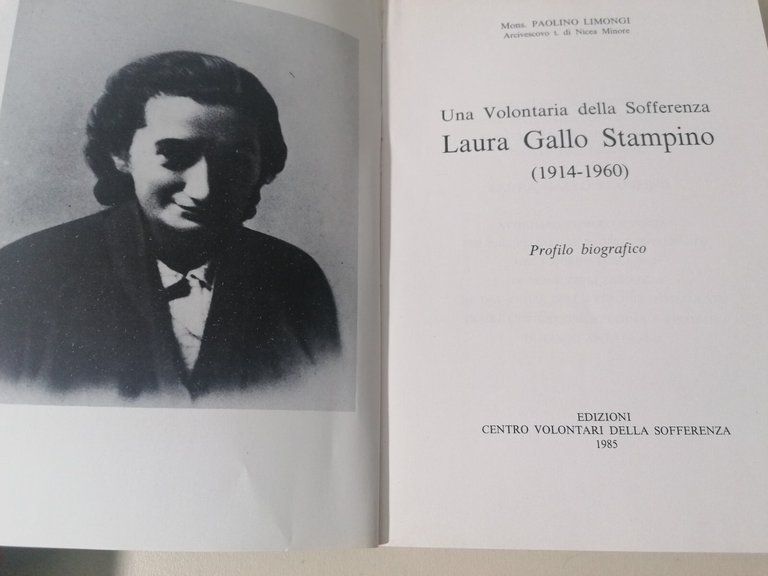 Mons. PAOLINO LIMONGI
Arcivescovo t. di Nicea Minore
Una Volontaria della Sofferenza
Laura Gallo Stampino
(1914-1960)
Profilo biografico
EDIZIONI
CENTRO VOLONTARI DELLA SOFFERENZA
1985